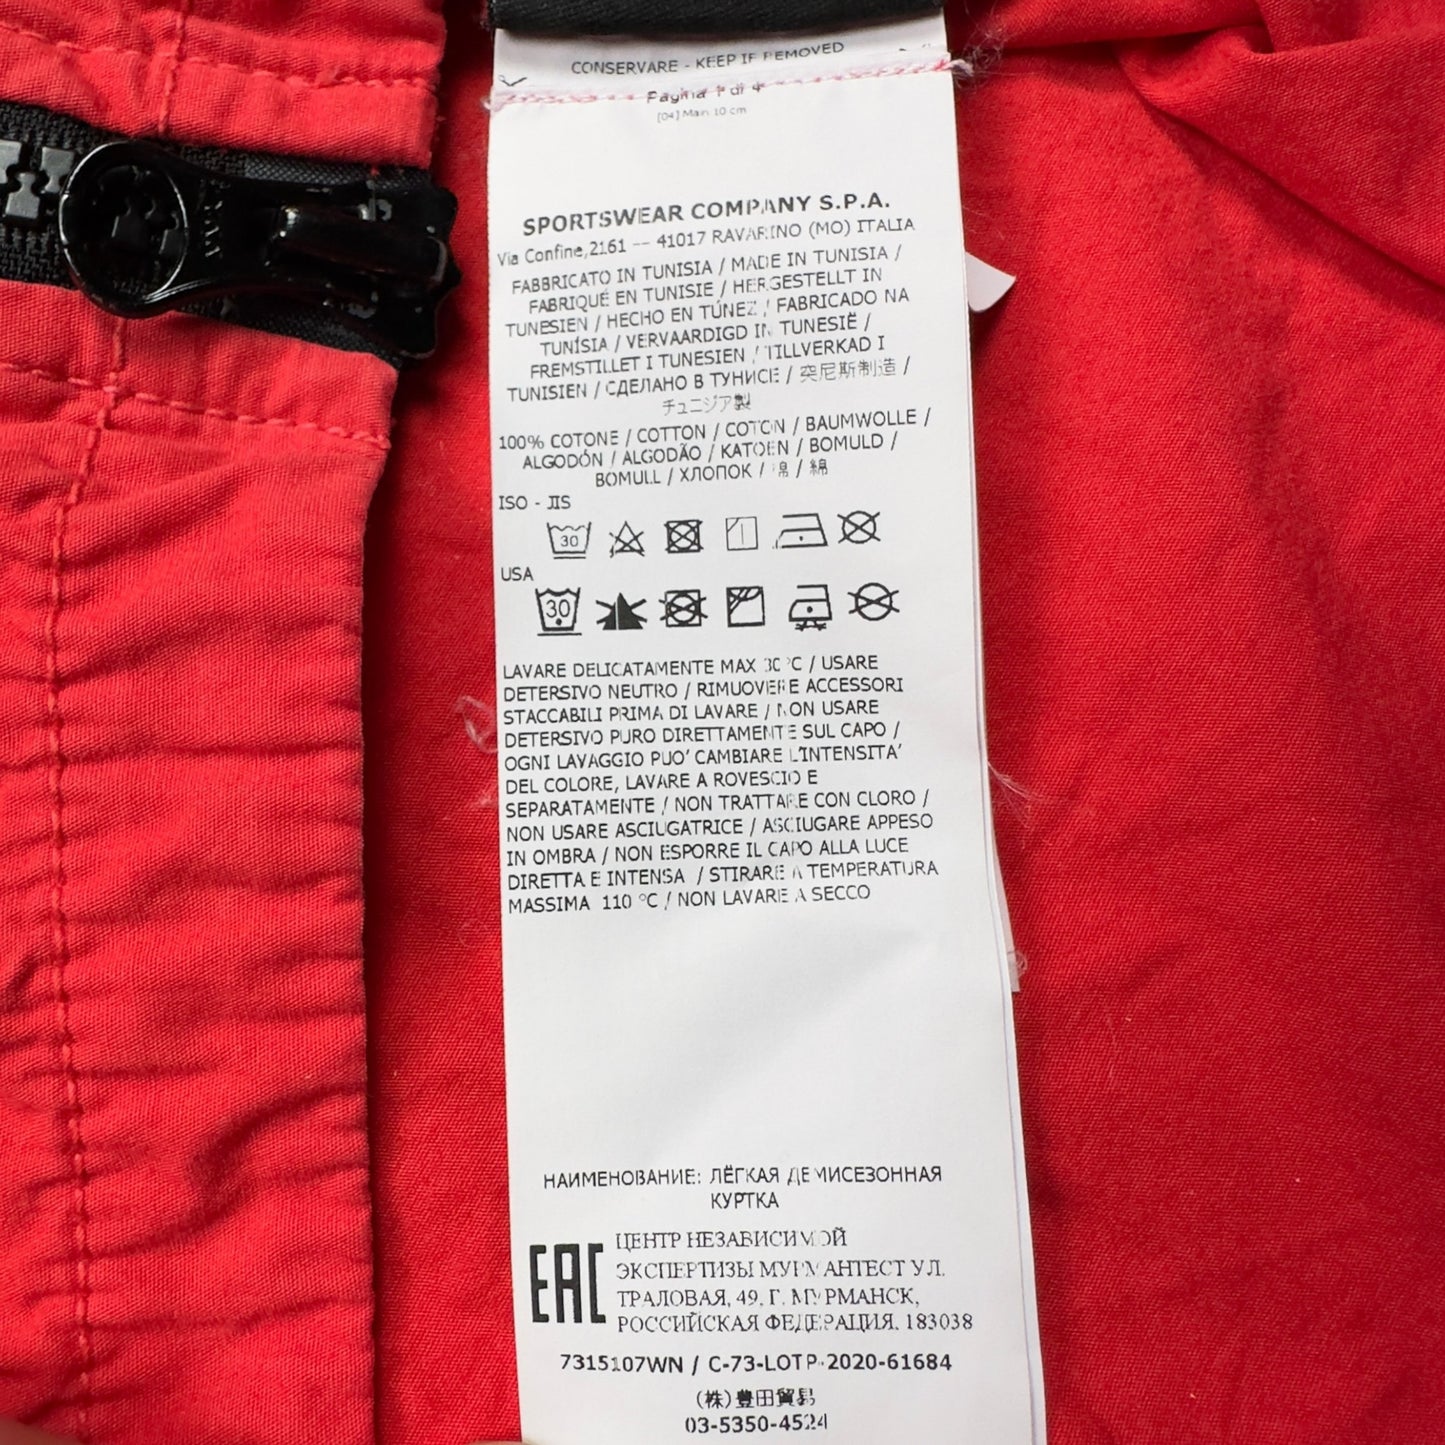 CONSERVARE - KEEP IF REMOVED
Pagina 1 di 4
[04] Main 10 cm
SPORTSWEAR COMPANY S.P.A.
Via Confine,2161 -- 41017 RAVARINO (MO) ITALIA
FABBRICATO IN TUNISIA / MADE IN TUNISIA /
FABRIQUÉ EN TUNISIE / HERGESTELLT IN
TUNESIEN / HECHO EN TÚNEZ / FABRICADO NA
TUNÍSIA / VERVAARDIGD IN TUNESIË /
FREMSTILLET I TUNESIEN / TILLVERKAD I
TUNISIEN / СДЕЛАНО В ТУНИСЕ / 突尼斯制造 /
チュニジア製
100% COTONE / COTTON / COTON / BAUMWOLLE /
ALGODÓN / ALGODÃO / KATOEN / BOMULD /
BOMULL / ХЛОПОК / 棉 / 綿
ISO - JIS
30
USA
30
LAVARE DELICATAMENTE MAX 30 °C / USARE
DETERSIVO NEUTRO / RIMUOVERE ACCESSORI
STACCABILI PRIMA DI LAVARE / NON USARE
DETERSIVO PURO DIRETTAMENTE SUL CAPO /
OGNI LAVAGGIO PUO' CAMBIARE L'INTENSITA'
DEL COLORE, LAVARE A ROVESCIO E
SEPARATAMENTE / NON TRATTARE CON CLORO /
NON USARE ASCIUGATRICE / ASCIUGARE APPESO
IN OMBRA / NON ESPORRE IL CAPO ALLA LUCE
DIRETTA E INTENSA / STIRARE A TEMPERATURA
MASSIMA 110 °C / NON LAVARE A SECCO
НАИМЕНОВАНИЕ: ЛЁГКАЯ ДЕМИСЕЗОННАЯ
КУРТКА
EAC
ЦЕНТР НЕЗАВИСИМОЙ
ЭКСПЕРТИЗЫ МУРМАНТЕСТ УЛ.
ТРАЛОВАЯ, 49, Г. МУРМАНСК,
РОССИЙСКАЯ ФЕДЕРАЦИЯ, 183038
7315107WN / C-73-LOTP-2020-61684
(株)豊田貿易
03-5350-4524